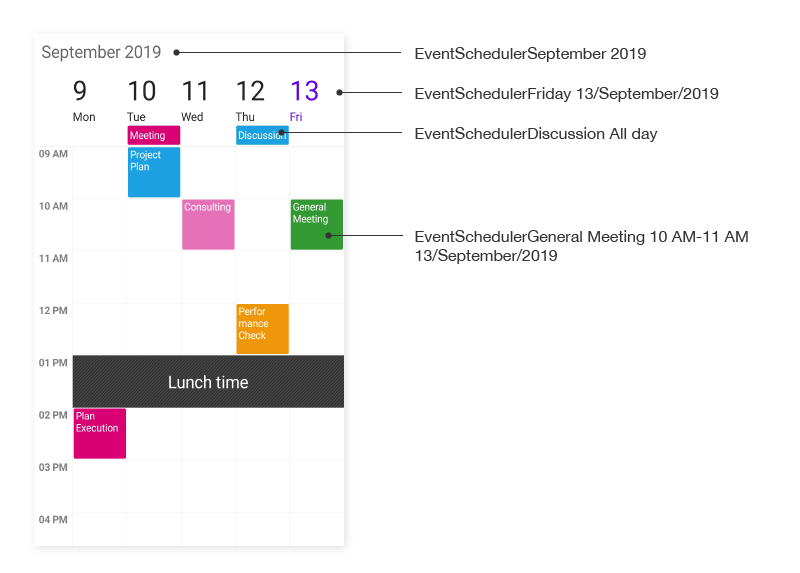 September 2019
EventSchedulerSeptember 2019
9 10 11 12 13
EventSchedulerFriday 13/September/2019
Mon Tue Wed Thu Fri
Meeting
Discussion
EventSchedulerDiscussion All day
09 AM
Project
Plan
10 AM
Consulting
General
Meeting
EventSchedulerGeneral Meeting 10 AM-11 AM
13/September/2019
11 AM
12 PM
Perfor
mance
Check
01 PM
Lunch time
02 PM
Plan
Execution
03 PM
04 PM